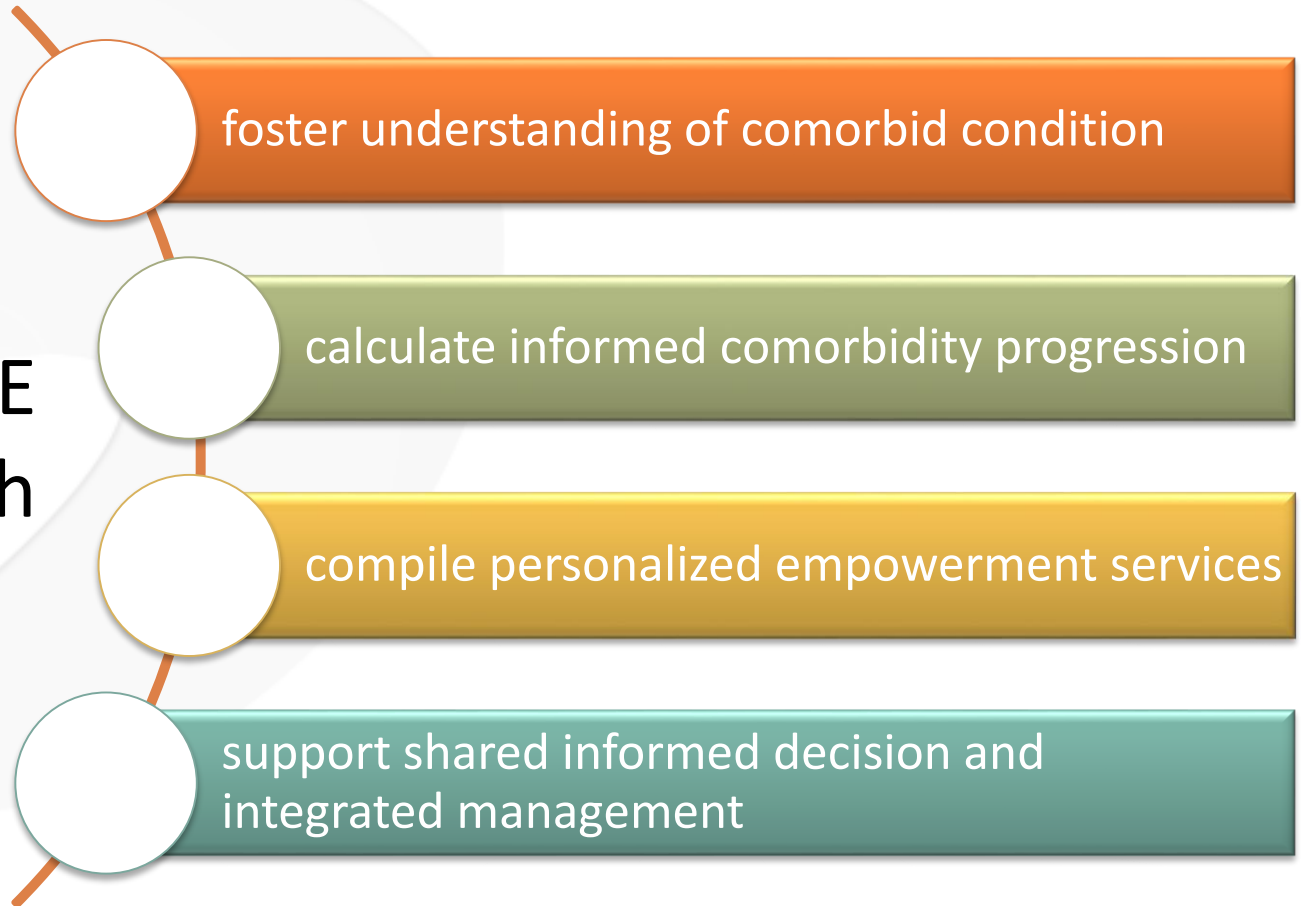 foster understanding of comorbid condition
calculate informed comorbidity progression
E
h
compile personalized empowerment services
support shared informed decision and
integrated management